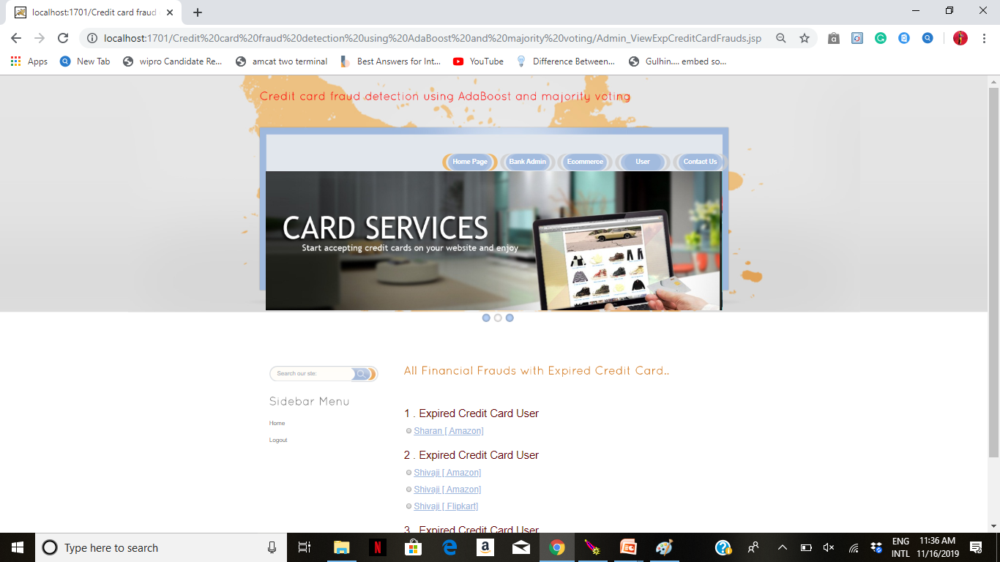 localhost:1701/Credit card fraud
localhost:1701/Credit%20card%20fraud%20detection%20using%20AdaBoost%20and%20majority%20voting/Admin_ViewExpCreditCardFrauds.jsp
Apps New Tab wipro Candidate Re... amcat two terminal Best Answers for Int... YouTube Difference Between... Gulhin.... embed so...
Credit card fraud detection using AdaBoost and majority voting
Home Page Bank Admin Ecommerce User Contact Us
CARD SERVICES
Start accepting credit cards on your website and enjoy
Search our ste:
All Financial Frauds with Expired Credit Card..
Sidebar Menu
Home
Logout
1 . Expired Credit Card User
Sharan [ Amazon]
2 . Expired Credit Card User
Shivaji [ Amazon]
Shivaji [ Amazon]
Shivaji [ Flipkart]
3 . Expired Credit Card User
Type here to search
ENG 11:36 AM
INTL 11/16/2019